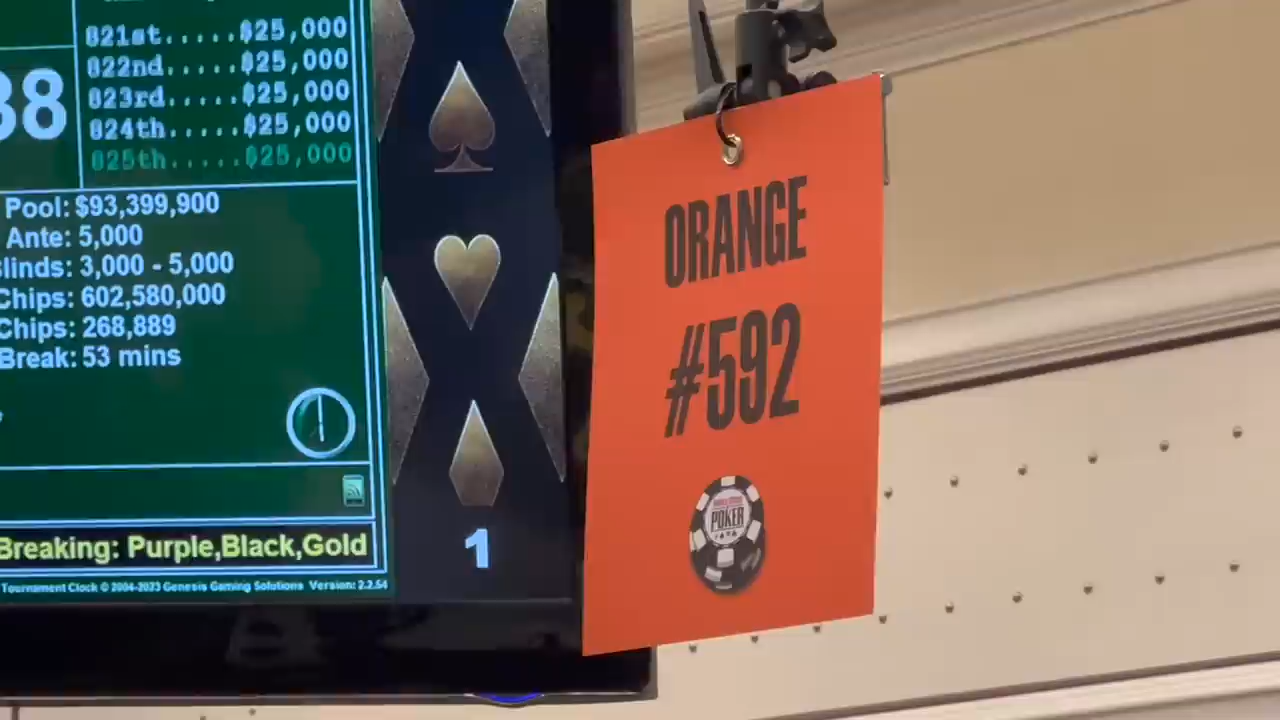 821st.....$25,000
822nd.....$25,000
823rd.....$25,000
824th.....$25,000
825th.....$25,000
38
Pool: $93,399,900
Ante: 5,000
linds: 3,000 - 5,000
Chips: 602,580,000
Chips: 268,889
Break: 53 mins
Breaking: Purple,Black,Gold
Tournament Clock © 2004-2023 Genesis Gaming Solutions Version: 2.2.54
1
ORANGE
#592
POKER